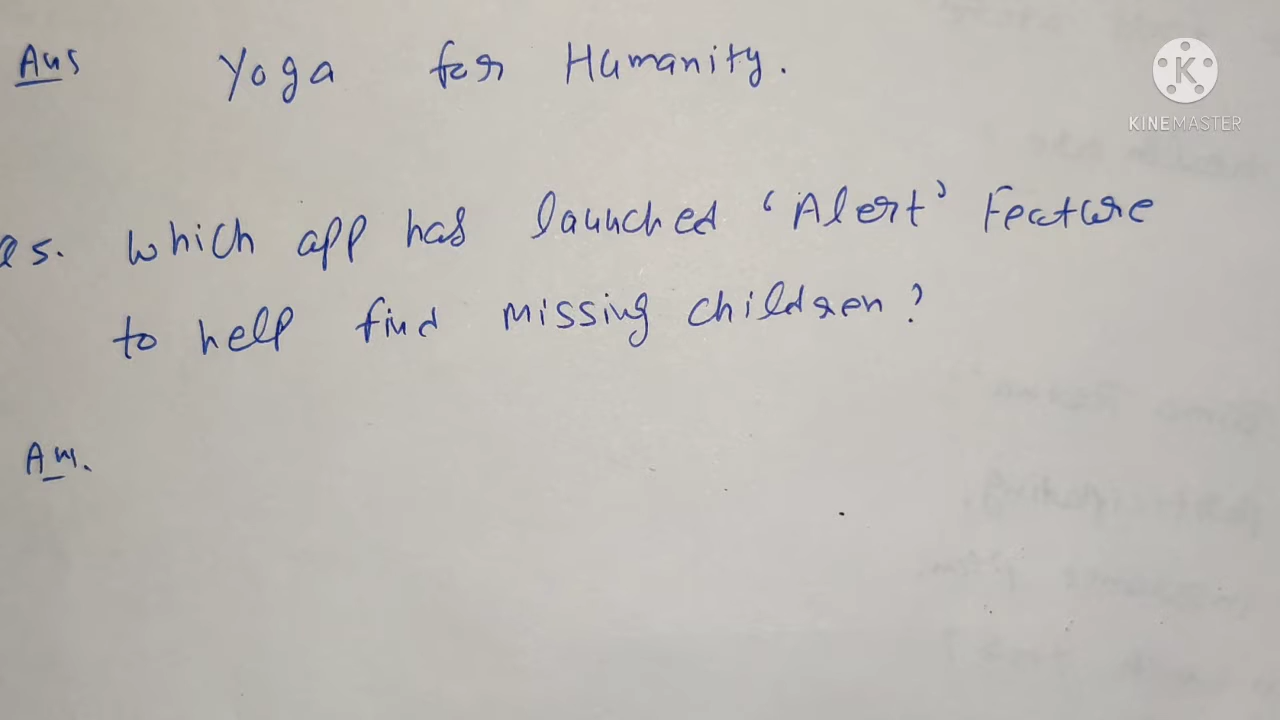 Ans Yoga for Humanity.
KINEMASTER
Q5. Which app has launched 'Alert' Feature
to help find missing children?
Ans.